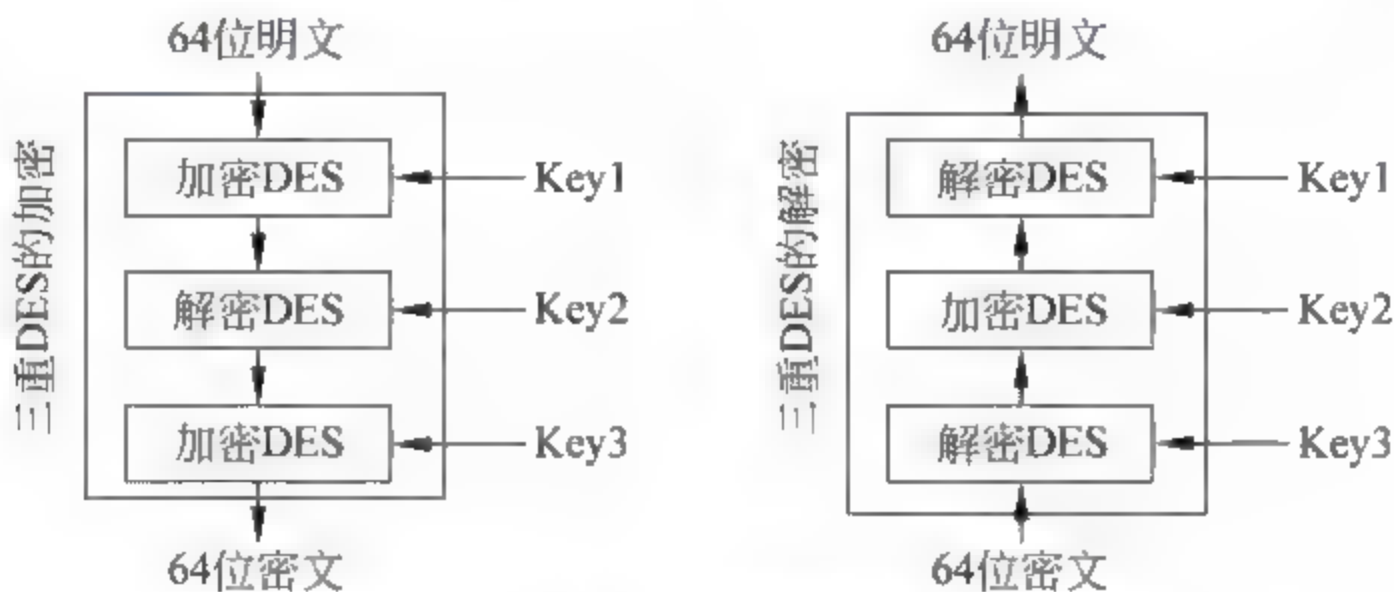 64位明文
三重DES的加密
加密DES
Key1
解密DES
Key2
加密DES
Key3
64位密文
64位明文
三重DES的解密
解密DES
Key1
加密DES
Key2
解密DES
Key3
64位密文